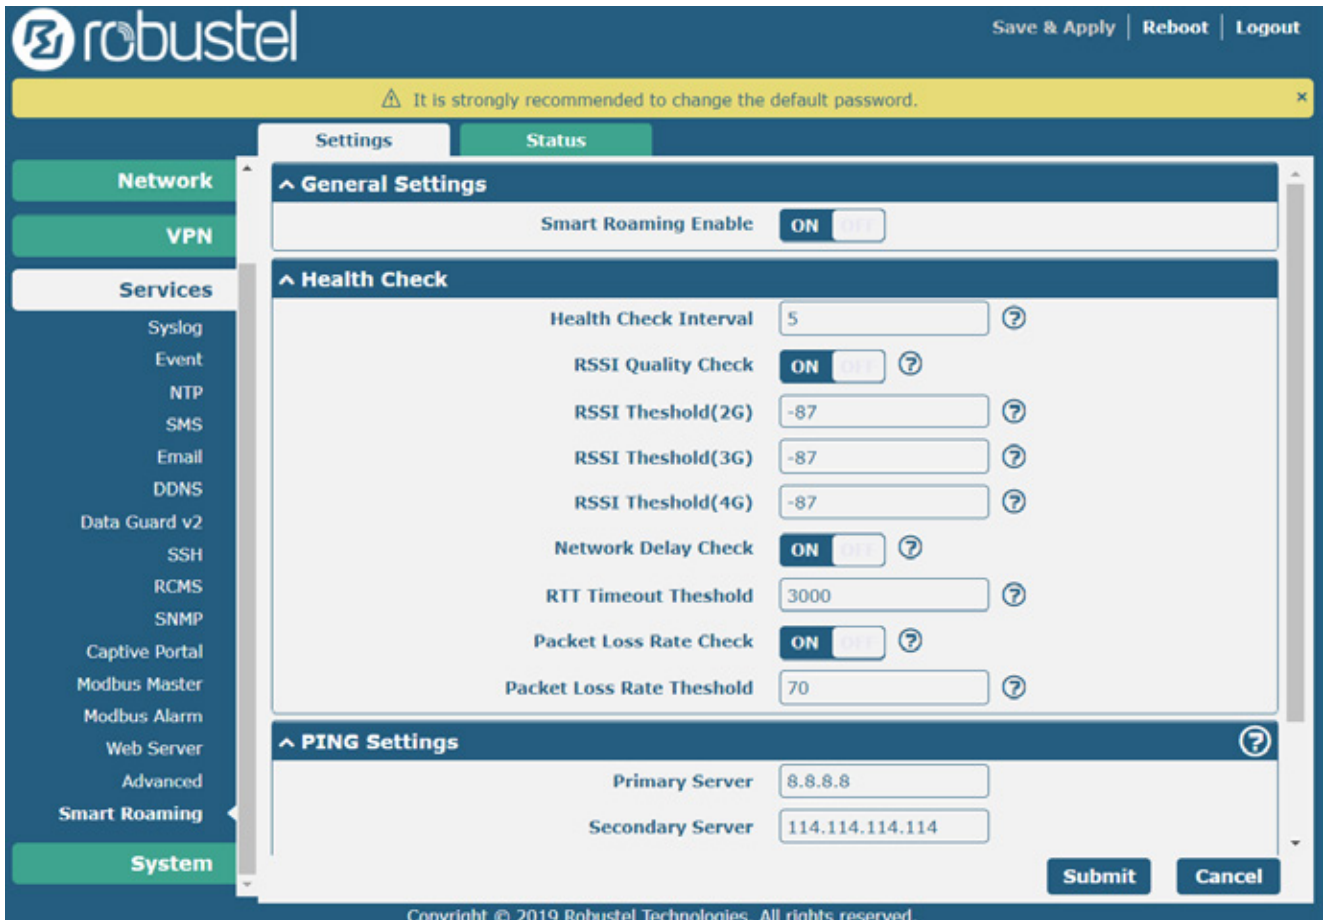 robustel
Save & Apply | Reboot | Logout
It is strongly recommended to change the default password. ×
Settings Status
Network
VPN
Services
Syslog
Event
NTP
SMS
Email
DDNS
Data Guard v2
SSH
RCMS
SNMP
Captive Portal
Modbus Master
Modbus Alarm
Web Server
Advanced
Smart Roaming
System
General Settings
Smart Roaming Enable ON OFF
Health Check
Health Check Interval 5 ?
RSSI Quality Check ON OFF ?
RSSI Theshold(2G) -87 ?
RSSI Theshold(3G) -87 ?
RSSI Theshold(4G) -87 ?
Network Delay Check ON OFF ?
RTT Timeout Theshold 3000 ?
Packet Loss Rate Check ON OFF ?
Packet Loss Rate Theshold 70 ?
PING Settings ?
Primary Server 8.8.8.8
Secondary Server 114.114.114.114
Submit Cancel
Copyright © 2019 Robustel Technologies. All rights reserved.